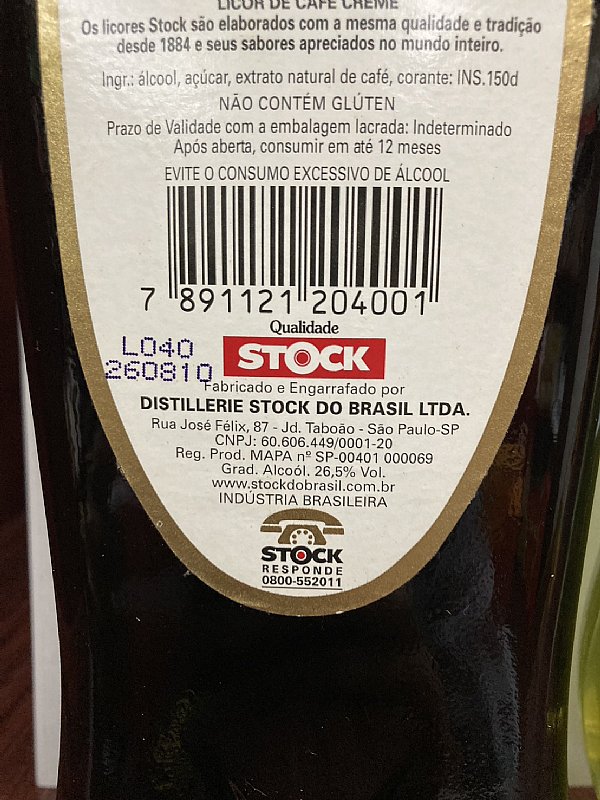 LICOR DE CAFÉ CREME
Os licores Stock são elaborados com a mesma qualidade e tradição
desde 1884 e seus sabores apreciados no mundo inteiro.
Ingr.: álcool, açúcar, extrato natural de café, corante: INS.150d
NÃO CONTÉM GLÚTEN
Prazo de Validade com a embalagem lacrada: Indeterminado
Após aberta, consumir em até 12 meses
EVITE O CONSUMO EXCESSIVO DE ÁLCOOL
7 891121 204001
Qualidade
STOCK
L040
260810
Fabricado e Engarrafado por
DISTILLERIE STOCK DO BRASIL LTDA.
Rua José Félix, 87 - Jd. Taboão - São Paulo-SP
CNPJ: 60.606.449/0001-20
Reg. Prod. MAPA nº SP-00401 000069
Grad. Alcoól. 26,5% Vol.
www.stockdobrasil.com.br
INDÚSTRIA BRASILEIRA
STOCK
RESPONDE
0800-552011